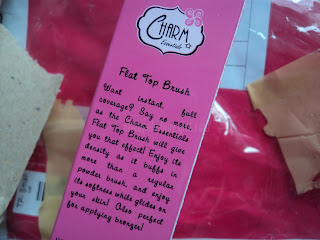 CHARM
Essentials
Flat Top Brush
Want instant, full
coverage? Say no more,
as the Charm Essentials
Flat Top Brush will give
you that effect! Enjoy its
density as it buffs in
more than a regular
powder brush, and enjoy
its softness while glides on
your skin! Also perfect
for applying bronzer!